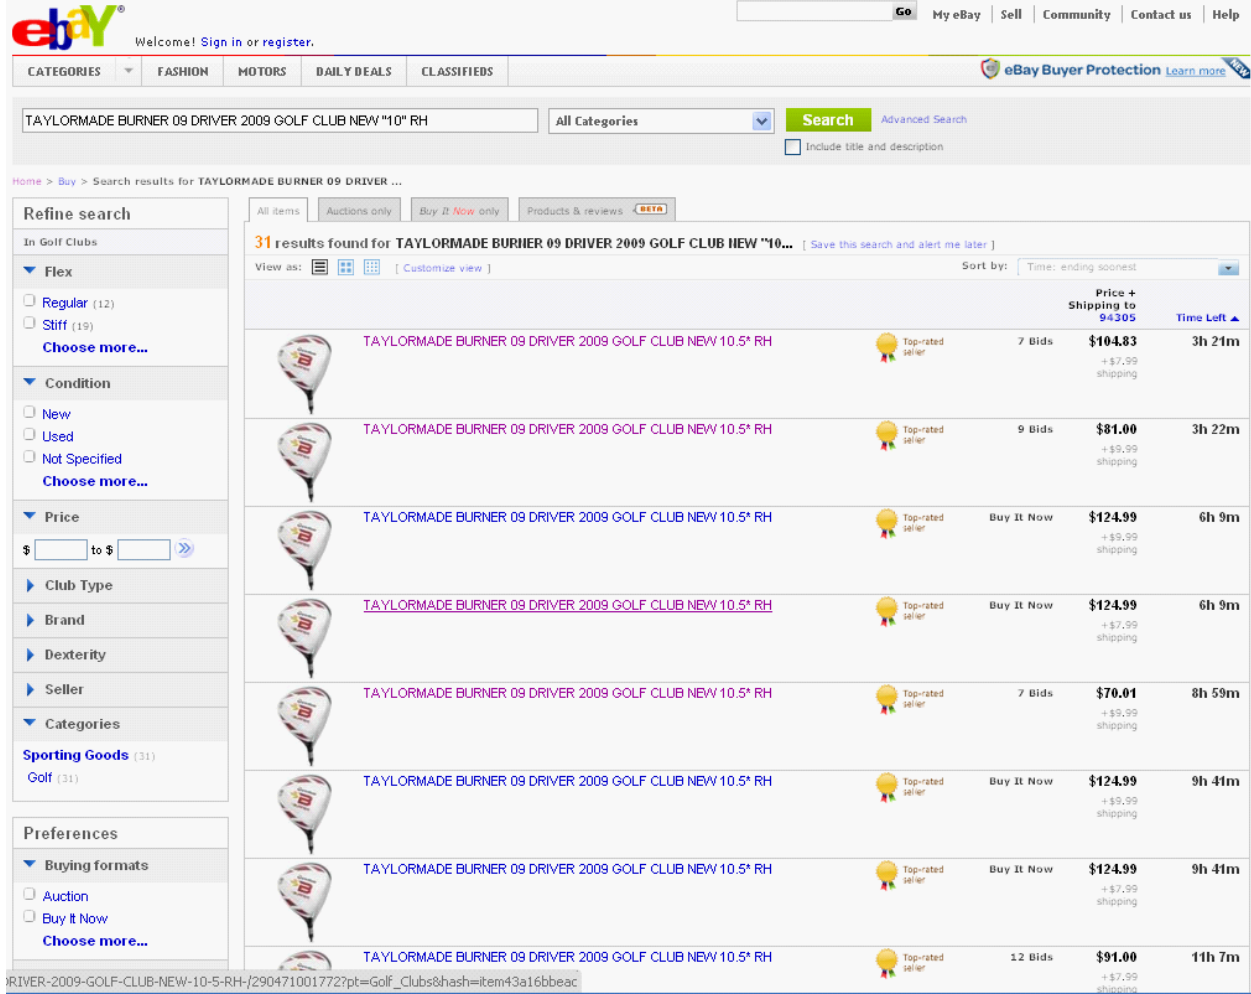 ebaY®
Go My eBay | Sell | Community | Contact us | Help
Welcome! Sign in or register.
CATEGORIES FASHION MOTORS DAILY DEALS CLASSIFIEDS
eBay Buyer Protection Learn more NEW
TAYLORMADE BURNER 09 DRIVER 2009 GOLF CLUB NEW "10" RH
All Categories
Search
Advanced Search
Include title and description
Home > Buy > Search results for TAYLORMADE BURNER 09 DRIVER ...
Refine search
In Golf Clubs
Flex
Regular (12)
Stiff (19)
Choose more...
Condition
New
Used
Not Specified
Choose more...
Price
$ to $
Club Type
Brand
Dexterity
Seller
Categories
Sporting Goods (31)
Golf (31)
Preferences
Buying formats
Auction
Buy It Now
Choose more...
All items
Auctions only
Buy It Now only
Products & reviews BETA
31 results found for TAYLORMADE BURNER 09 DRIVER 2009 GOLF CLUB NEW "10... [ Save this search and alert me later ]
View as: [ Customize view ]
Sort by: Time: ending soonest
Price +
Shipping to
94305
Time Left
TAYLORMADE BURNER 09 DRIVER 2009 GOLF CLUB NEW 10.5* RH
Top-rated
seller
7 Bids
$104.83
+$7.99
shipping
3h 21m
TAYLORMADE BURNER 09 DRIVER 2009 GOLF CLUB NEW 10.5* RH
Top-rated
seller
9 Bids
$81.00
+$9.99
shipping
3h 22m
TAYLORMADE BURNER 09 DRIVER 2009 GOLF CLUB NEW 10.5* RH
Top-rated
seller
Buy It Now
$124.99
+$9.99
shipping
6h 9m
TAYLORMADE BURNER 09 DRIVER 2009 GOLF CLUB NEW 10.5* RH
Top-rated
seller
Buy It Now
$124.99
+$7.99
shipping
6h 9m
TAYLORMADE BURNER 09 DRIVER 2009 GOLF CLUB NEW 10.5* RH
Top-rated
seller
7 Bids
$70.01
+$9.99
shipping
8h 59m
TAYLORMADE BURNER 09 DRIVER 2009 GOLF CLUB NEW 10.5* RH
Top-rated
seller
Buy It Now
$124.99
+$9.99
shipping
9h 41m
TAYLORMADE BURNER 09 DRIVER 2009 GOLF CLUB NEW 10.5* RH
Top-rated
seller
Buy It Now
$124.99
+$7.99
shipping
9h 41m
TAYLORMADE BURNER 09 DRIVER 2009 GOLF CLUB NEW 10.5* RH
Top-rated
seller
12 Bids
$91.00
+$7.99
shipping
11h 7m
DRIVER-2009-GOLF-CLUB-NEW-10-5-RH-/290471001772?pt=Golf_Clubs&hash=item43a16bbeac